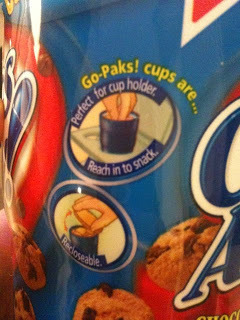 Go-Paks! cups are...
Perfect for cup holder.
Reach in to snack.
Recloseable.